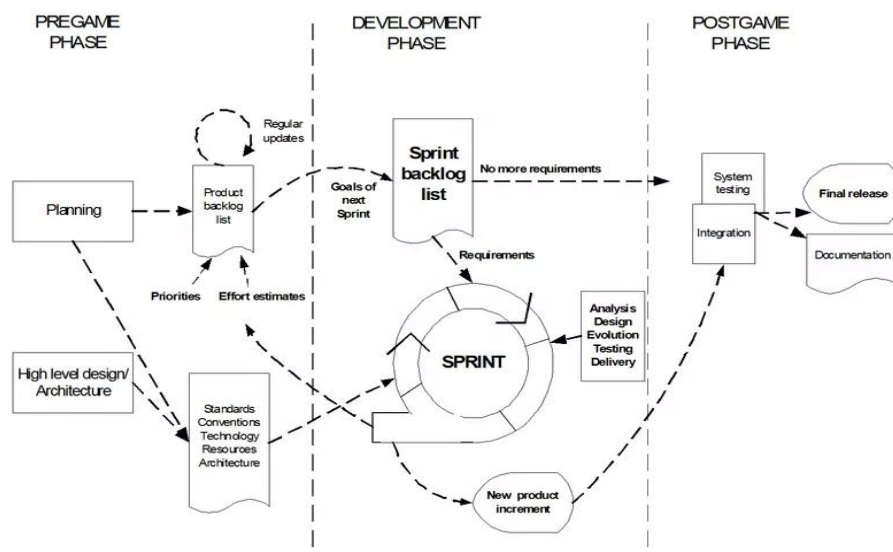 PREGAME
PHASE
DEVELOPMENT
PHASE
POSTGAME
PHASE
Regular
updates
Planning
Product
backlog
list
Goals of
next
Sprint
Sprint
backlog
list
No more requirements
System
testing
Integration
Final release
Documentation
Requirements
Priorities
Effort estimates
High level design/
Architecture
Standards
Conventions
Technology
Resources
Architecture
SPRINT
Analysis
Design
Evolution
Testing
Delivery
New product
increment